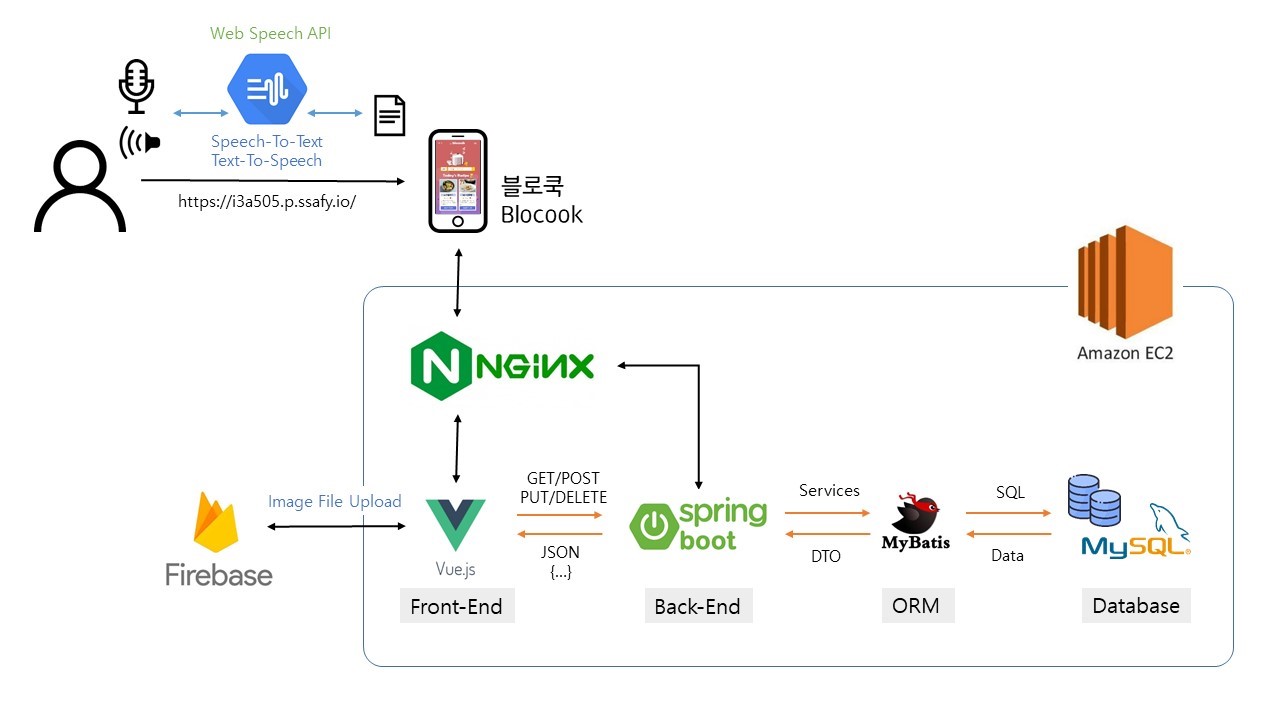 Web Speech API
Speech-To-Text
Text-To-Speech
https://i3a505.p.ssafy.io/
블로쿡
Blocook
Amazon EC2
NGiNX
Image File Upload
Firebase
Vue.js
Front-End
GET/POST
PUT/DELETE
JSON
{...}
spring
boot
Back-End
Services
DTO
MyBatis
ORM
SQL
Data
MySQL
Database